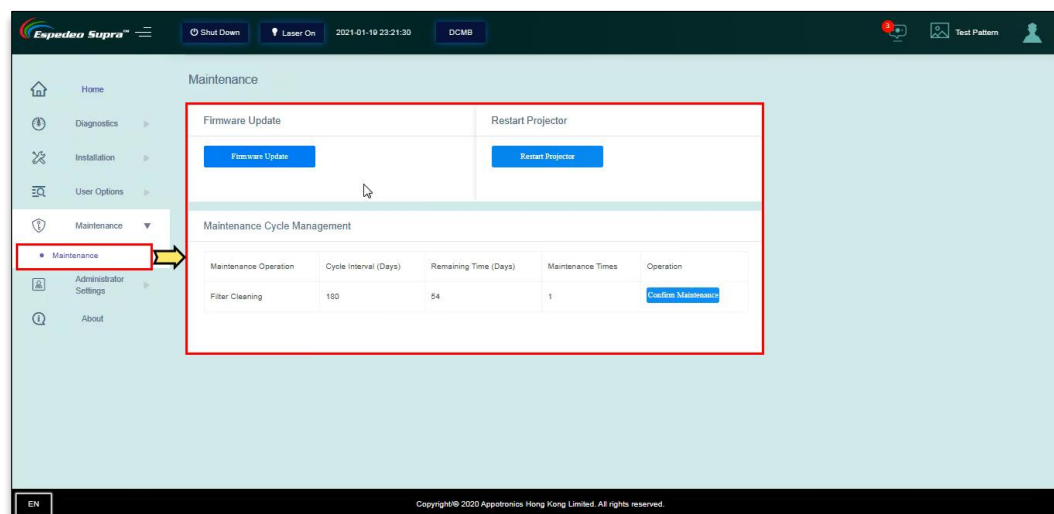 Espedeo Supra™
Shut Down
Laser On
2021-01-19 23:21:30
DCMB
3
Test Pattern
Home
Diagnostics
Installation
User Options
Maintenance
Maintenance
Administrator
Settings
About
Maintenance
Firmware Update
Restart Projector
Firmware Update
Restart Projector
Maintenance Cycle Management
Maintenance Operation Cycle Interval (Days) Remaining Time (Days) Maintenance Times Operation
Filter Cleaning 180 54 1 Confirm Maintenance
EN
Copyright/© 2020 Appotronics Hong Kong Limited. All rights reserved.